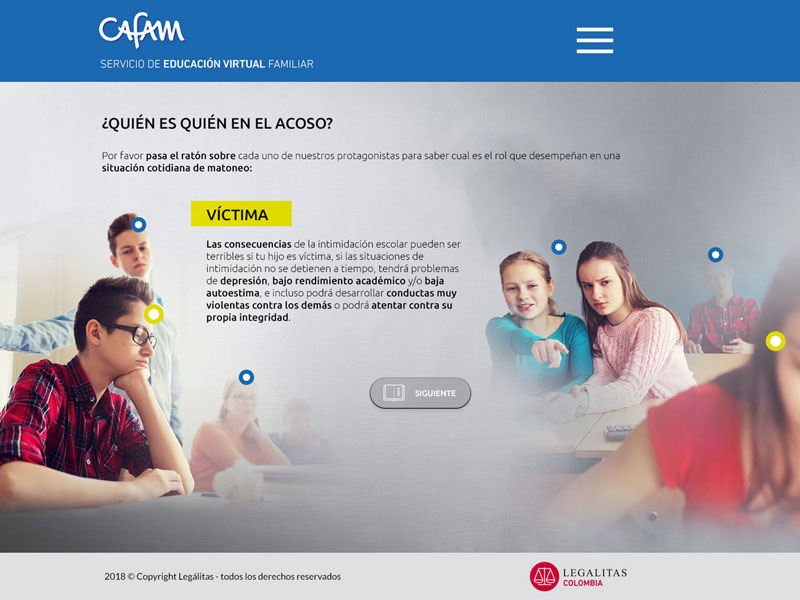 CAFAM
SERVICIO DE EDUCACIÓN VIRTUAL FAMILIAR
¿QUIÉN ES QUIÉN EN EL ACOSO?
Por favor pasa el ratón sobre cada uno de nuestros protagonistas para saber cual es el rol que desempeñan en una
situación cotidiana de matoneo:
VÍCTIMA
Las consecuencias de la intimidación escolar pueden ser
terribles si tu hijo es víctima, si las situaciones de
intimidación no se detienen a tiempo, tendrá problemas
de depresión, bajo rendimiento académico y/o baja
autoestima, e incluso podrá desarrollar conductas muy
violentas contra los demás o podrá atentar contra su
propia integridad.
SIGUIENTE
2018 © Copyright Legálitas - todos los derechos reservados
LEGALITAS
COLOMBIA